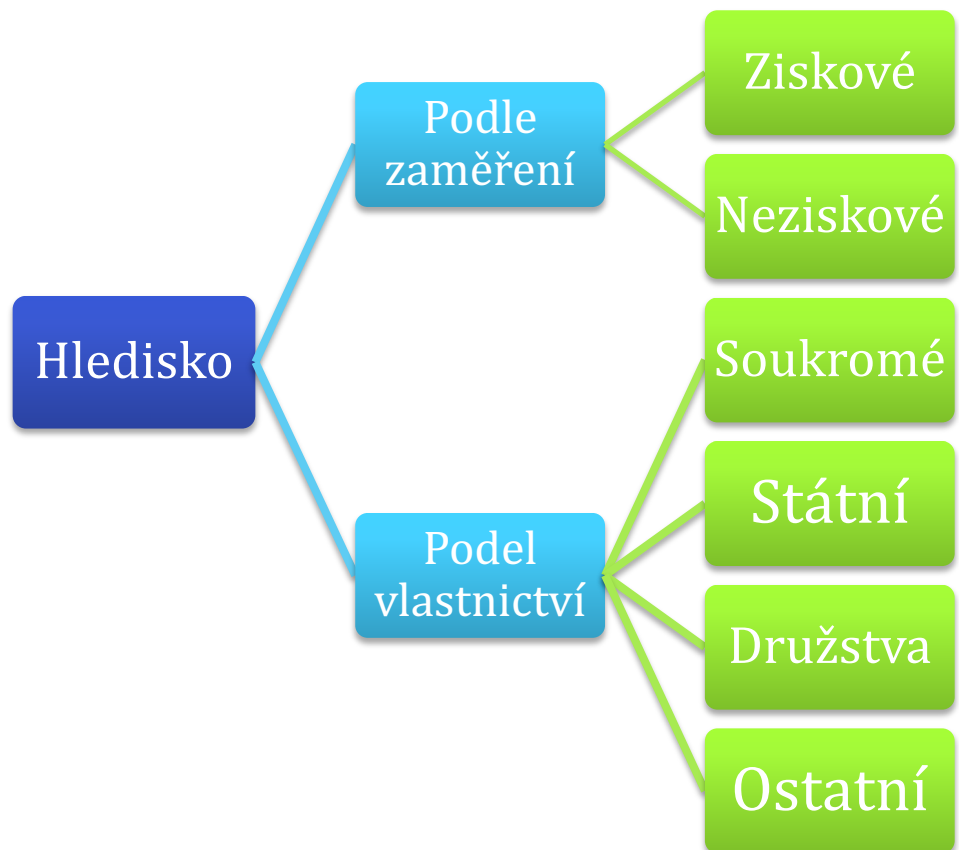 Hledisko
Podle
zaměření
Ziskové
Neziskové
Podel
vlastnictví
Soukromé
Státní
Družstva
Ostatní